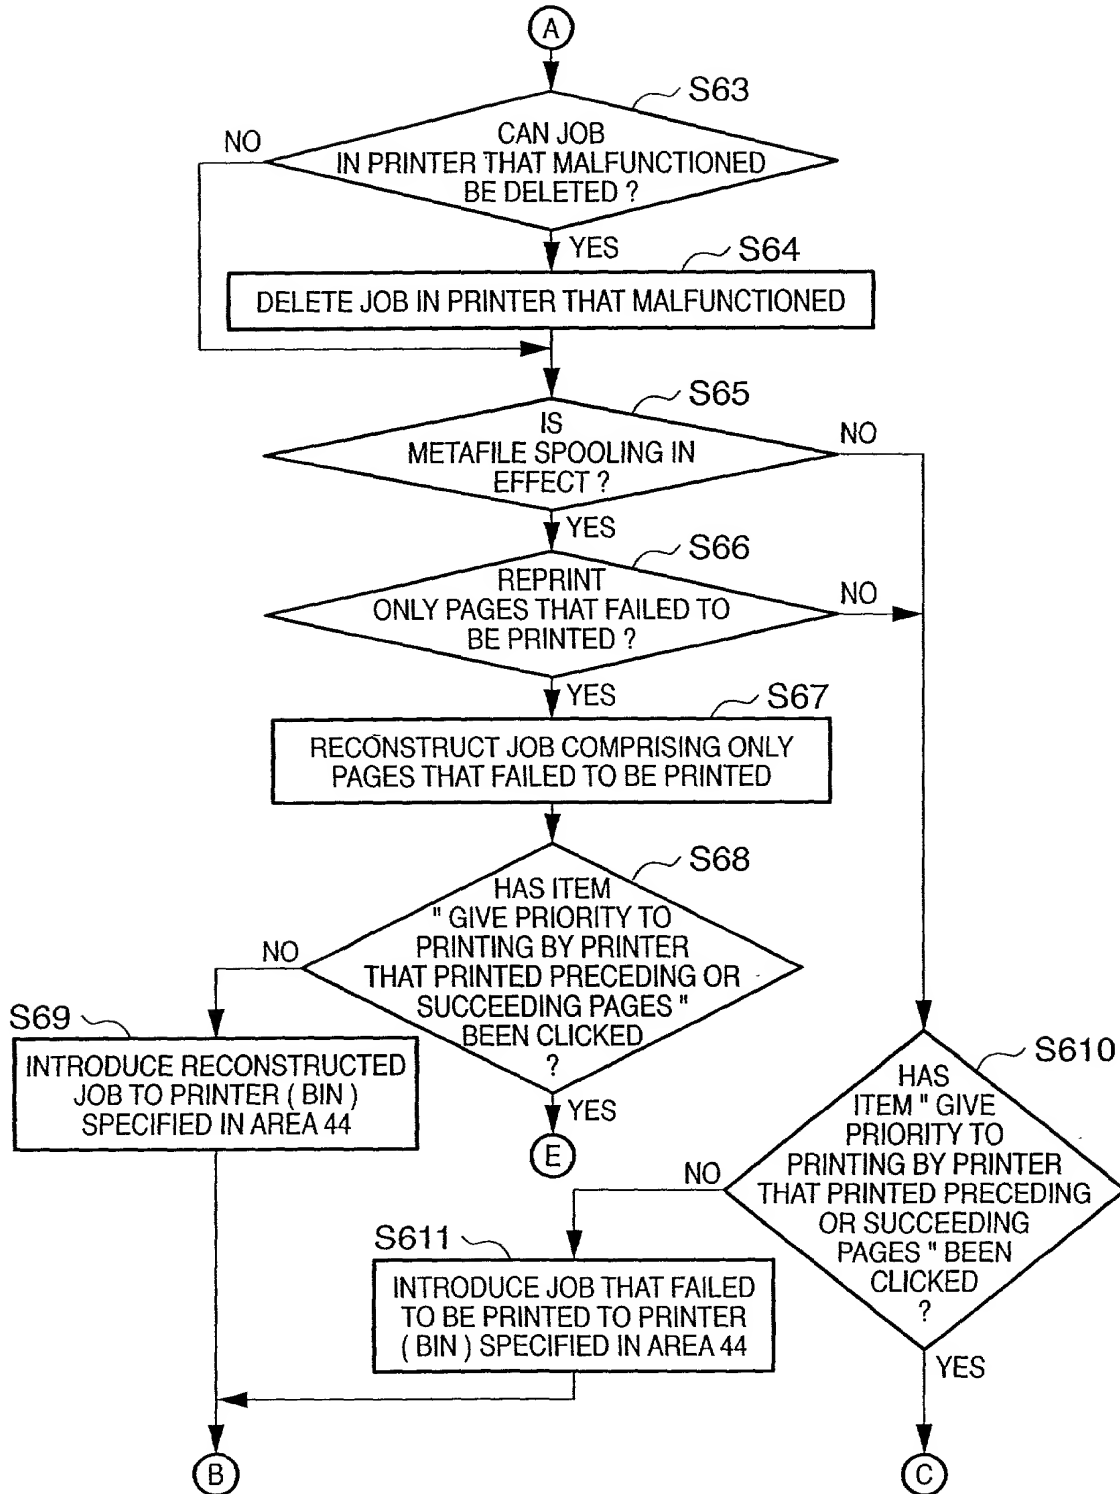 A
S63
NO
CAN JOB
IN PRINTER THAT MALFUNCTIONED
BE DELETED ?
YES
S64
DELETE JOB IN PRINTER THAT MALFUNCTIONED
S65
IS
METAFILE SPOOLING IN
EFFECT ?
NO
YES
S66
REPRINT
ONLY PAGES THAT FAILED TO
BE PRINTED ?
NO
YES
S67
RECONSTRUCT JOB COMPRISING ONLY
PAGES THAT FAILED TO BE PRINTED
S68
HAS ITEM
" GIVE PRIORITY TO
PRINTING BY PRINTER
THAT PRINTED PRECEDING OR
SUCCEEDING PAGES "
BEEN CLICKED
?
NO
YES
E
S69
INTRODUCE RECONSTRUCTED
JOB TO PRINTER ( BIN )
SPECIFIED IN AREA 44
S610
HAS
ITEM " GIVE
PRIORITY TO
PRINTING BY PRINTER
THAT PRINTED PRECEDING
OR SUCCEEDING
PAGES " BEEN
CLICKED
?
NO
YES
S611
INTRODUCE JOB THAT FAILED
TO BE PRINTED TO PRINTER
( BIN ) SPECIFIED IN AREA 44
B
C